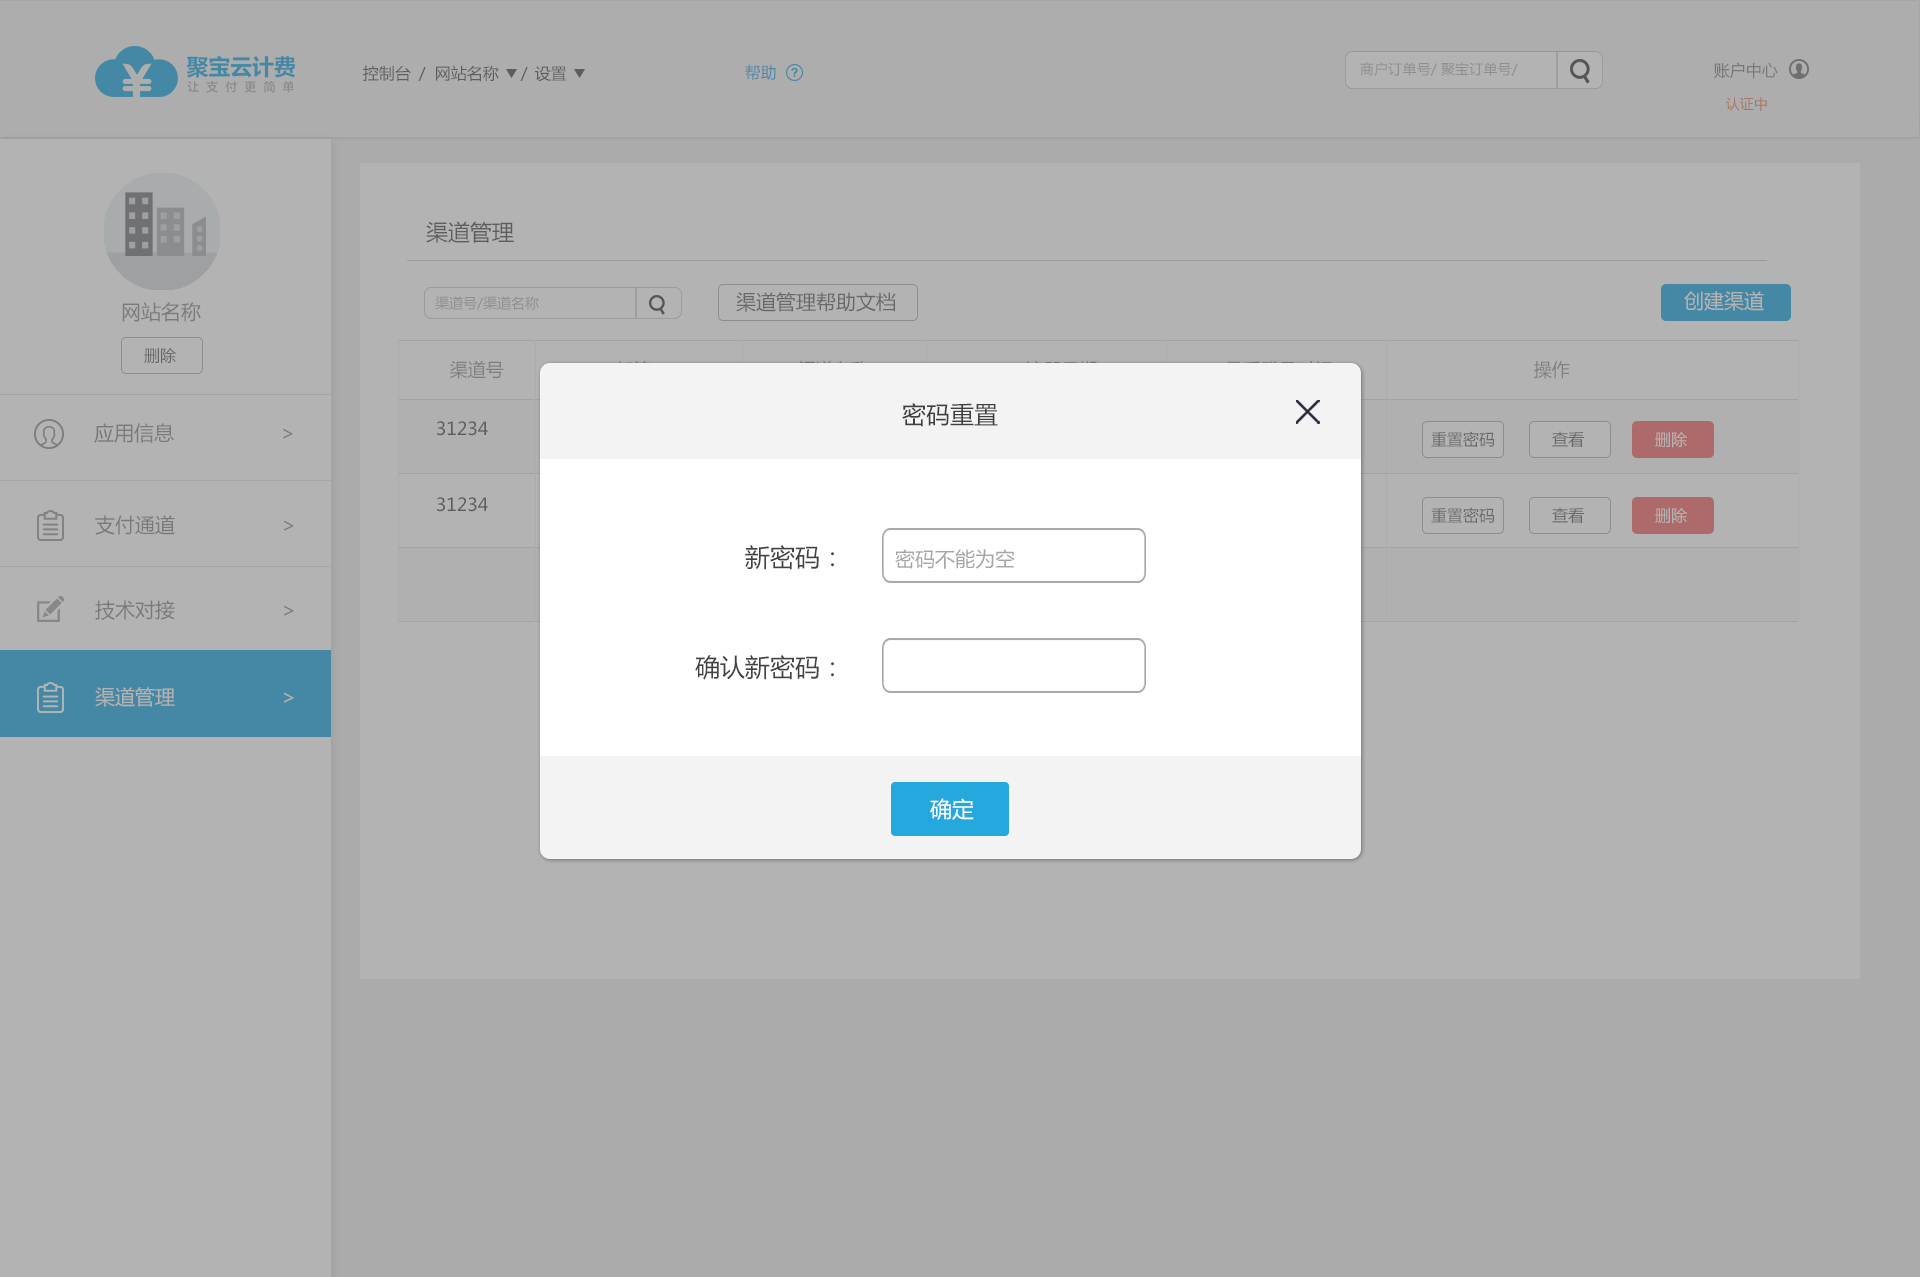 聚宝云计费
让支付更简单
控制台 / 网站名称 ▼ / 设置 ▼
帮助 ?
商户订单号/ 聚宝订单号/
账户中心
认证中
网站名称
删除
应用信息 >
支付通道 >
技术对接 >
渠道管理 >
渠道管理
渠道号/渠道名称
渠道管理帮助文档
创建渠道
渠道号 操作
31234 重置密码 查看 删除
31234 重置密码 查看 删除
密码重置
新密码：
密码不能为空
确认新密码：
确定